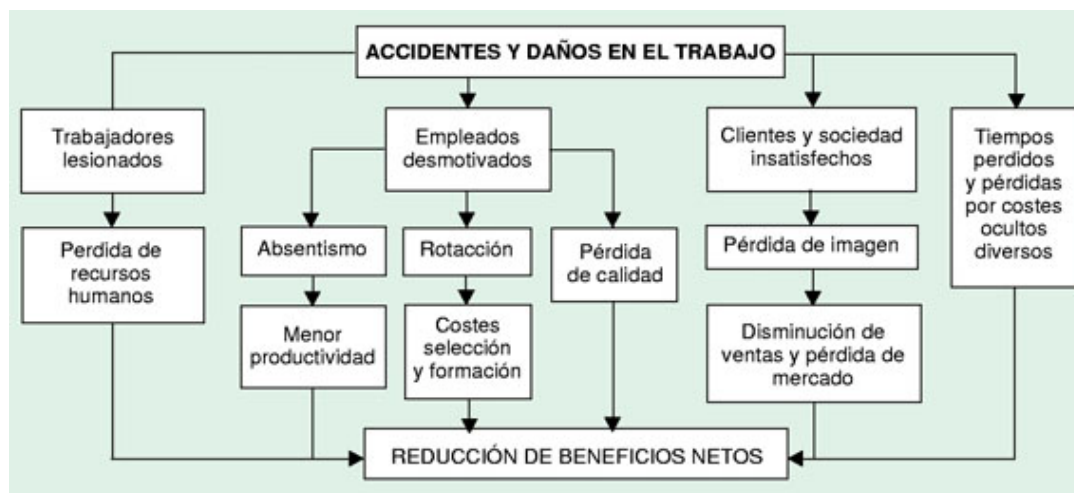 ACCIDENTES Y DAÑOS EN EL TRABAJO
Trabajadores
lesionados
Empleados
desmotivados
Clientes y sociedad
insatisfechos
Tiempos
perdidos
y pérdidas
por costes
ocultos
diversos
Perdida de
recursos
humanos
Absentismo
Rotacción
Pérdida
de calidad
Pérdida de imagen
Menor
productividad
Costes
selección
y formación
Disminución de
ventas y pérdida de
mercado
REDUCCIÓN DE BENEFICIOS NETOS